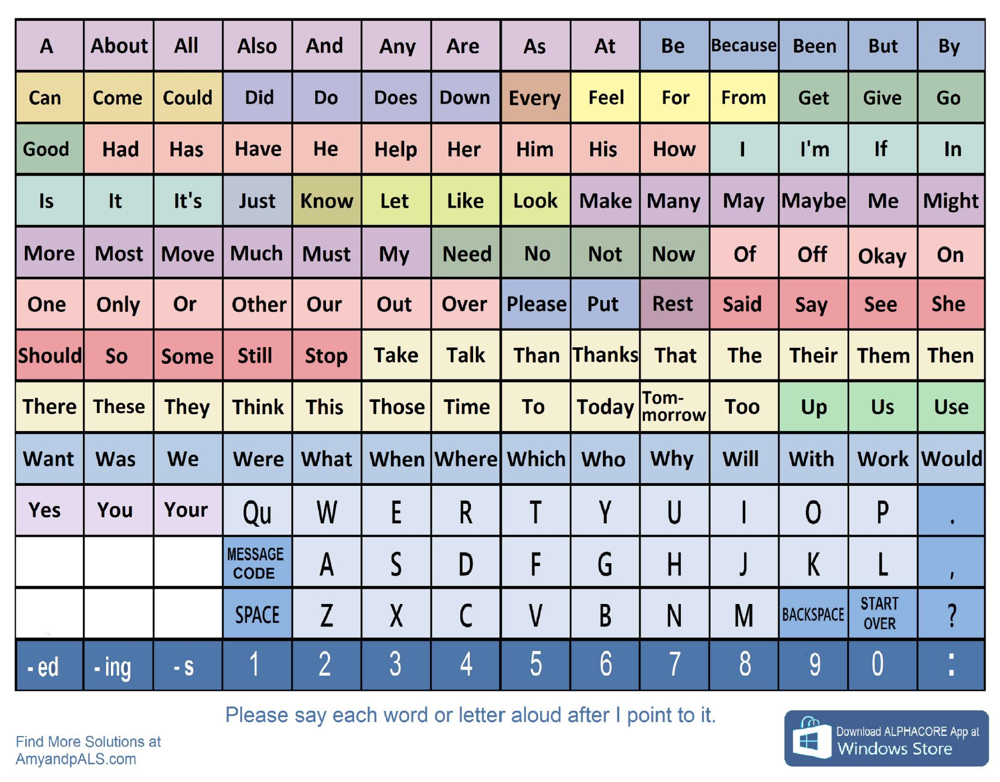 A About All Also And Any Are As At Be Because Been But By
Can Come Could Did Do Does Down Every Feel For From Get Give Go
Good Had Has Have He Help Her Him His How I I'm If In
Is It It's Just Know Let Like Look Make Many May Maybe Me Might
More Most Move Much Must My Need No Not Now Of Off Okay On
One Only Or Other Our Out Over Please Put Rest Said Say See She
Should So Some Still Stop Take Talk Than Thanks That The Their Them Then
There These They Think This Those Time To Today Tom-
morrow Too Up Us Use
Want Was We Were What When Where Which Who Why Will With Work Would
Yes You Your Qu W E R T Y U I O P .
MESSAGE
CODE A S D F G H J K L ,
SPACE Z X C V B N M BACKSPACE START
OVER ?
- ed - ing - s 1 2 3 4 5 6 7 8 9 0 :
Please say each word or letter aloud after I point to it.
Find More Solutions at
AmyandpALS.com
Download ALPHACORE App at
Windows Store